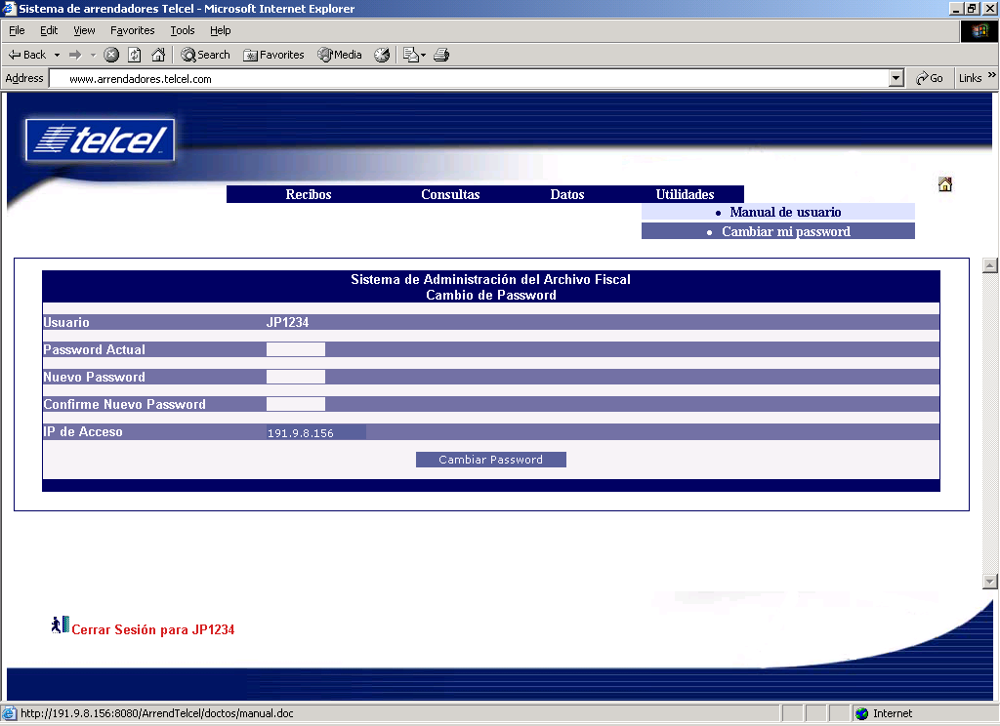 Sistema de arrendadores Telcel - Microsoft Internet Explorer
File Edit View Favorites Tools Help
Back Search Favorites Media
Address www.arrendadores.telcel.com Go Links »
telcel
Recibos Consultas Datos Utilidades
• Manual de usuario
• Cambiar mi password
Sistema de Administración del Archivo Fiscal
Cambio de Password
Usuario JP1234
Password Actual
Nuevo Password
Confirme Nuevo Password
IP de Acceso 191.9.8.156
Cambiar Password
Cerrar Sesión para JP1234
http://191.9.8.156:8080/ArrendTelcel/doctos/manual.doc Internet